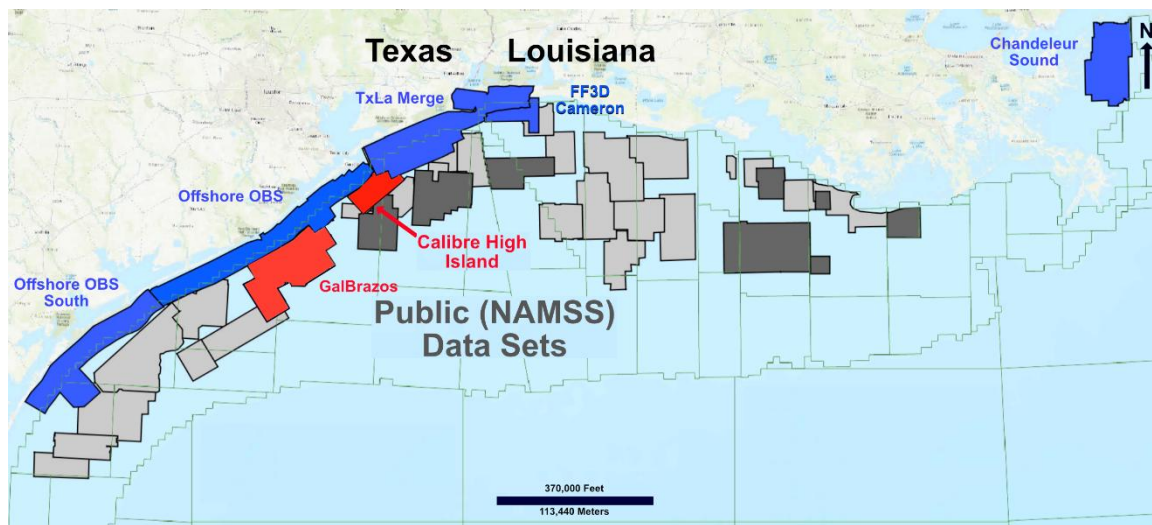 Texas Louisiana
Chandeleur
Sound
N
TxLa Merge
FF3D
Cameron
Offshore OBS
Calibre High
Island
Offshore OBS
South
GalBrazos
Public (NAMSS)
Data Sets
370,000 Feet
113,440 Meters